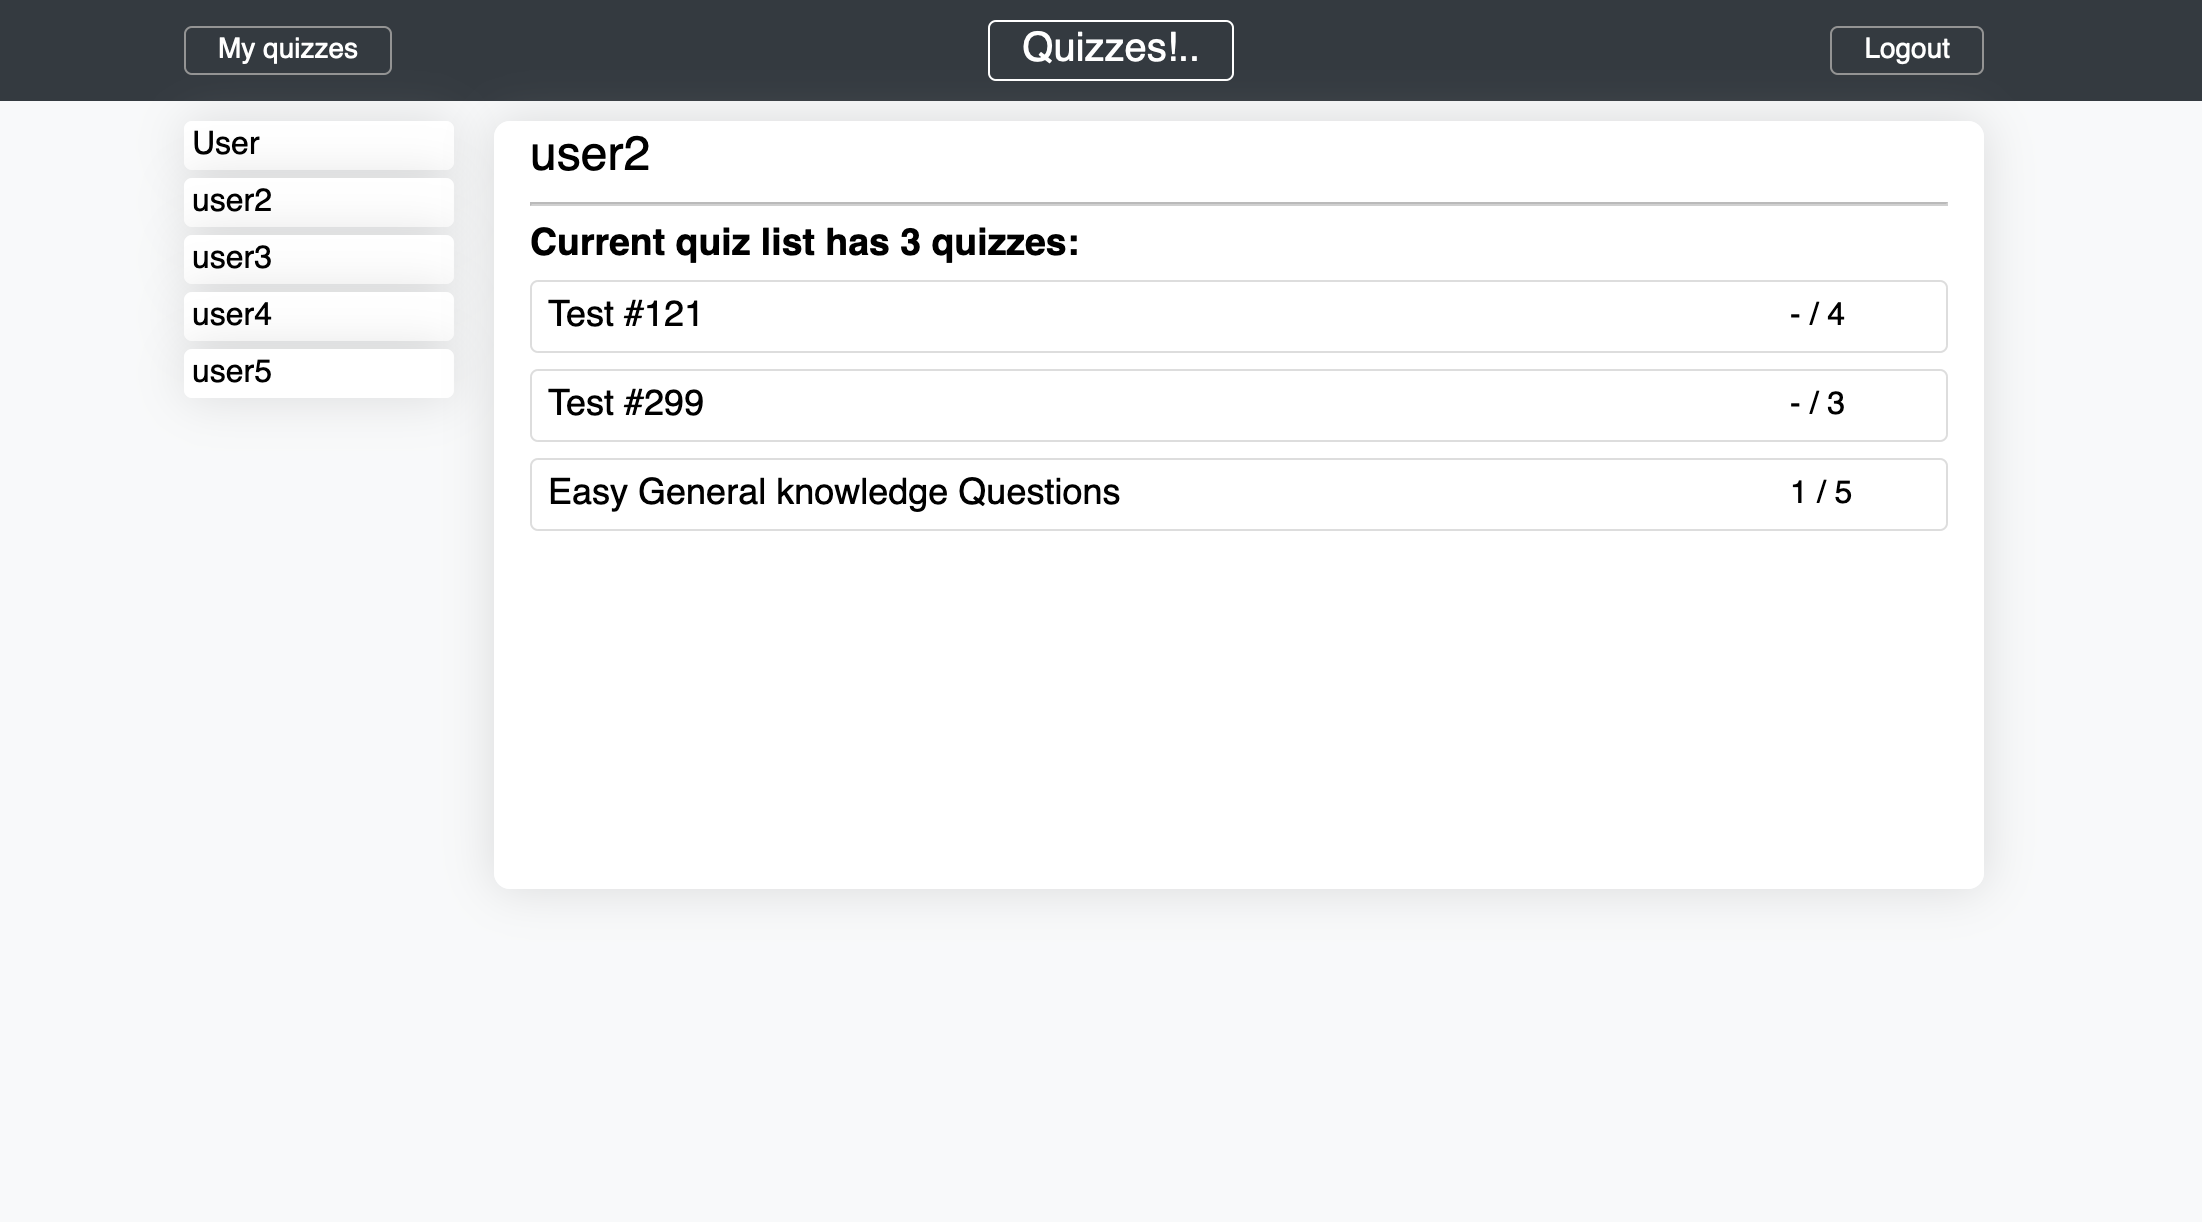 My quizzes
Quizzes!..
Logout
User
user2
user3
user4
user5
user2
Current quiz list has 3 quizzes:
Test #121 - / 4
Test #299 - / 3
Easy General knowledge Questions 1 / 5